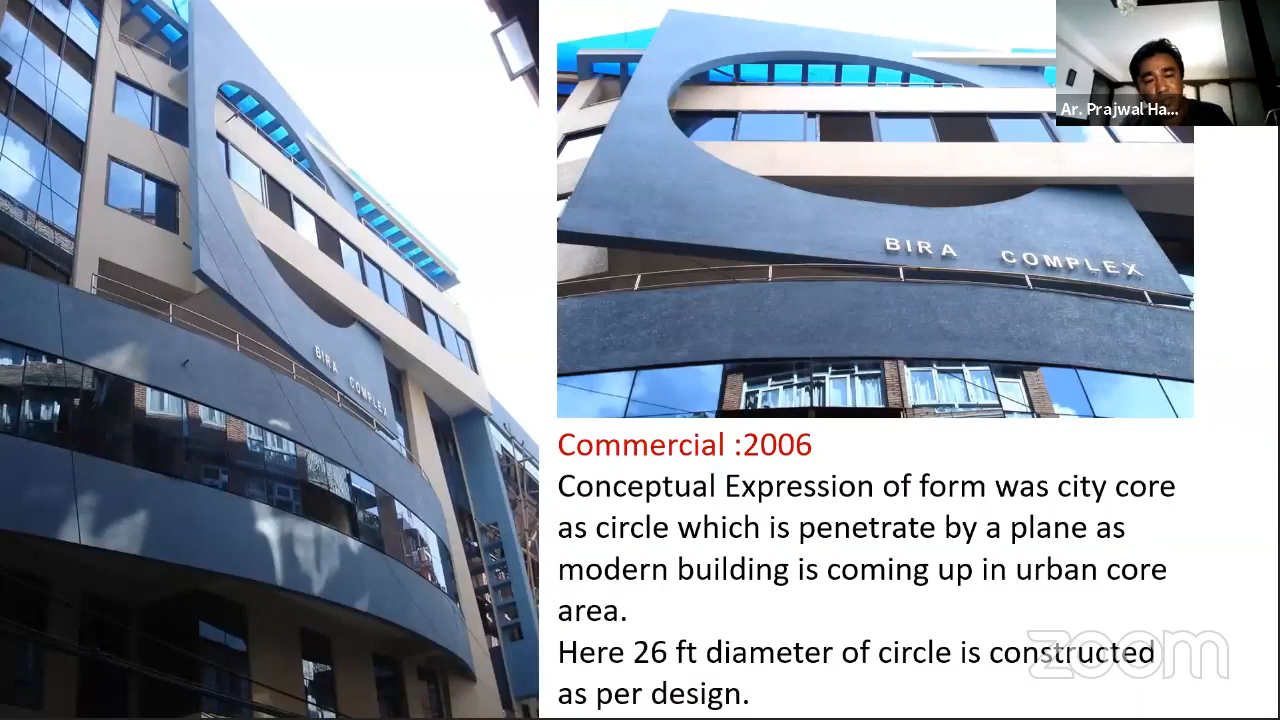 Ar. Prajwal Ha...
BIRA COMPLEX
BIRA COMPLEX
Commercial :2006
Conceptual Expression of form was city core
as circle which is penetrate by a plane as
modern building is coming up in urban core
area.
Here 26 ft diameter of circle is constructed
as per design.
zoom